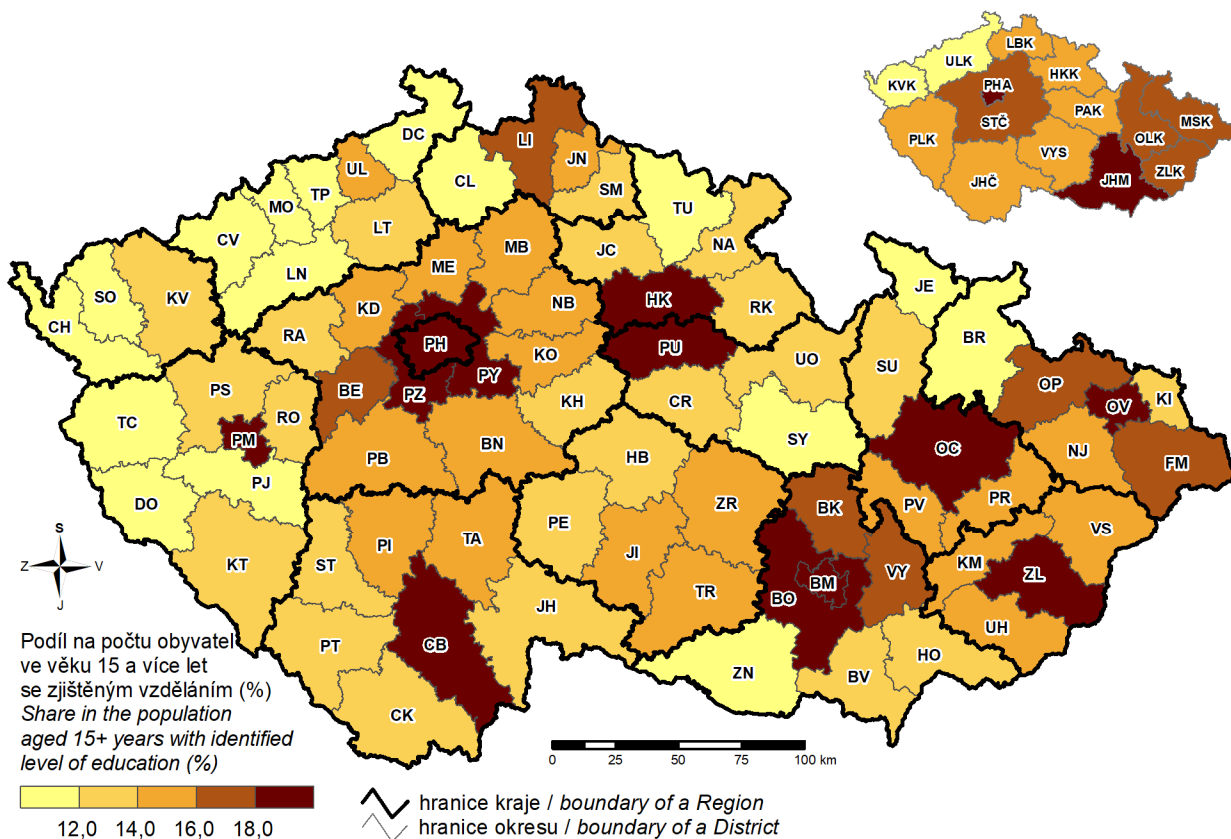 LBK
ULK
HKK
KVK
PHA
PAK
MSK
STČ
OLK
PLK
VYS
ZLK
JHČ
JHM
DC
LI
UL
JN
CL
TP
SM
MO
TU
LT
CV
NA
JC
MB
ME
LN
SO
KV
JE
NB
HK
KD
RK
CH
RA
BR
PH
PU
KO
UO
SU
OP
KI
PS
BE
PZ
PY
OV
RO
KH
CR
TC
PM
SY
OC
NJ
BN
PB
HB
FM
PJ
DO
ZR
PR
PV
BK
PE
VS
PI
TA
JI
KT
ST
KM
VY
ZL
BM
TR
BO
JH
UH
CB
PT
HO
ZN
BV
CK
S
Z V
J
Podíl na počtu obyvatel
ve věku 15 a více let
se zjištěným vzděláním (%)
Share in the population
aged 15+ years with identified
level of education (%)
12,0 14,0 16,0 18,0
0 25 50 75 100 km
hranice kraje / boundary of a Region
hranice okresu / boundary of a District